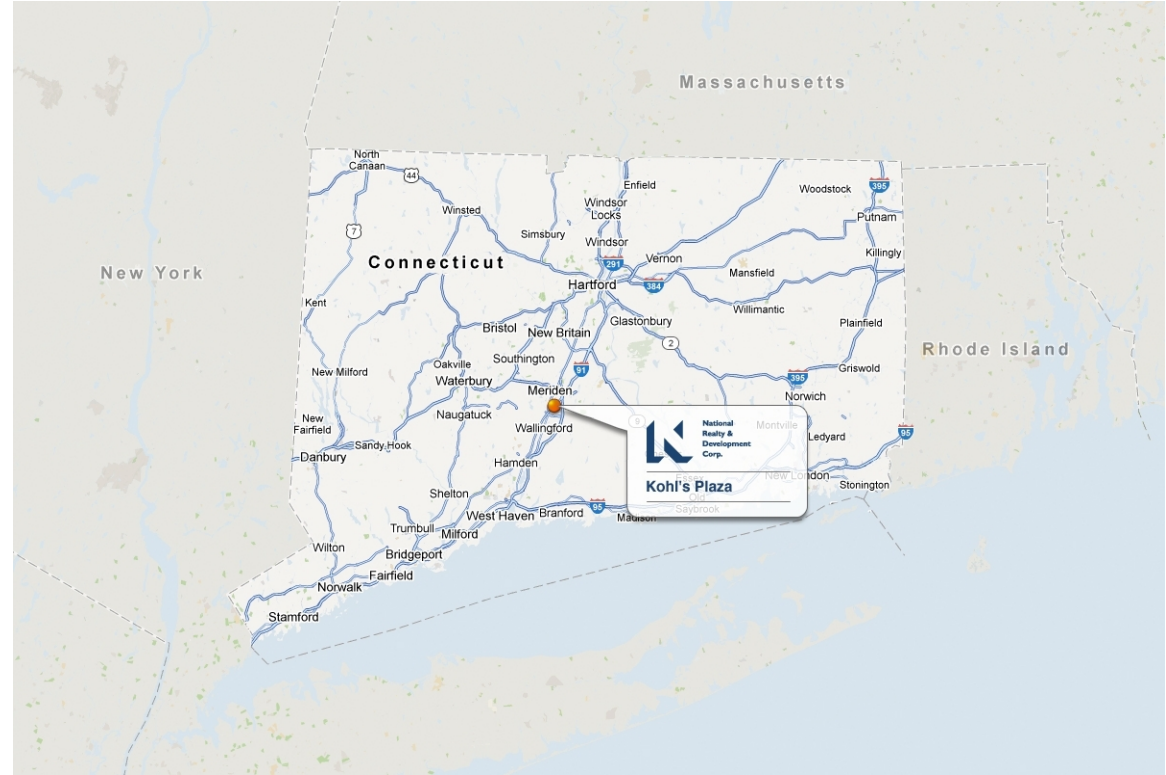 Massachusetts
North
Canaan
44
Enfield
395
Woodstock
Windsor
Locks
Winsted
Putnam
7
Simsbury
Windsor
Connecticut
291
Vernon
Killingly
New York
Mansfield
Hartford
384
Kent
Willimantic
Glastonbury
Plainfield
Bristol
New Britain
2
Rhode Island
Southington
Oakville
91
Griswold
New Milford
Waterbury
395
Meriden
Norwich
Naugatuck
New
Fairfield
Wallingford
9
Montville
National
Realty &
Development
Corp.
Ledyard
95
Sandy Hook
Danbury
Hamden
New London
Essex
Kohl's Plaza
Stonington
Shelton
Old
Saybrook
95
West Haven
Branford
Madison
Trumbull
Milford
Wilton
Bridgeport
Fairfield
Norwalk
Stamford